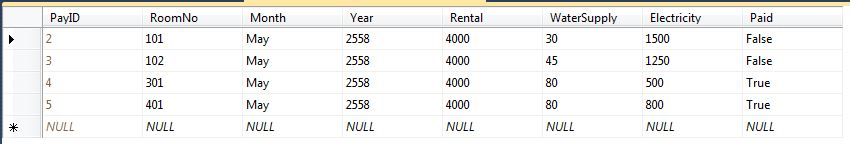 PayID RoomNo Month Year Rental WaterSupply Electricity Paid
2 101 May 2558 4000 30 1500 False
3 102 May 2558 4000 45 1250 False
4 301 May 2558 4000 80 500 True
5 401 May 2558 4000 80 800 True
NULL NULL NULL NULL NULL NULL NULL NULL